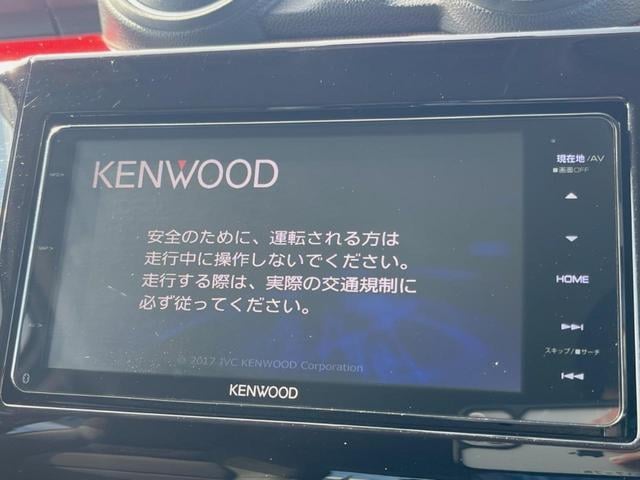 KENWOOD
安全のために、運転される方は
走行中に操作しないでください。
走行する際は、実際の交通規制に
必ず従ってください。
© 2017 JVC KENWOOD Corporation
KENWOOD
現在地/AV
■画面OFF
HOME
スキップ/■サーチ